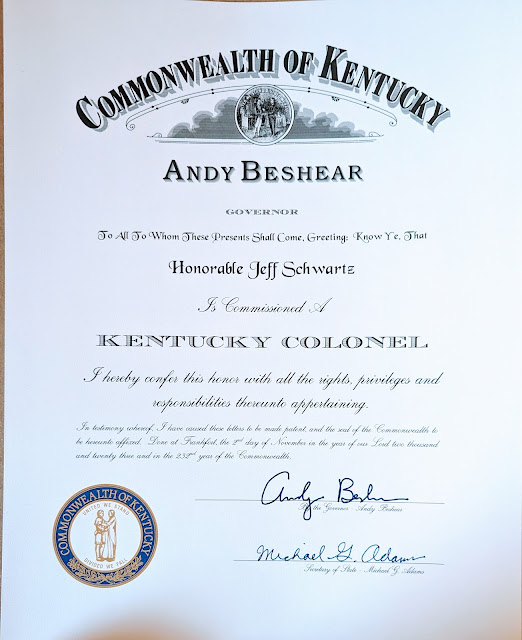 COMMONWEALTH OF KENTUCKY
ANDY BESHEAR
GOVERNOR
To All To Whom These Presents Shall Come, Greeting: Know Ye, That
Honorable Jeff Schwartz
Is Commissioned A
KENTUCKY COLONEL
I hereby confer this honor with all the rights, privileges and
responsibilities thereunto appertaining.
In testimony whereof, I have caused these letters to be made patent, and the seal of the Commonwealth to
be hereunto affixed. Done at Frankfort, the 2nd day of November in the year of our Lord two thousand
and twenty three and in the 232nd year of the Commonwealth.
Andy Beshear
By the Governor Andy Beshear
COMMONWEALTH OF KENTUCKY
UNITED WE STAND
DIVIDED WE FALL
Michael G. Adams
Secretary of State - Michael G. Adams